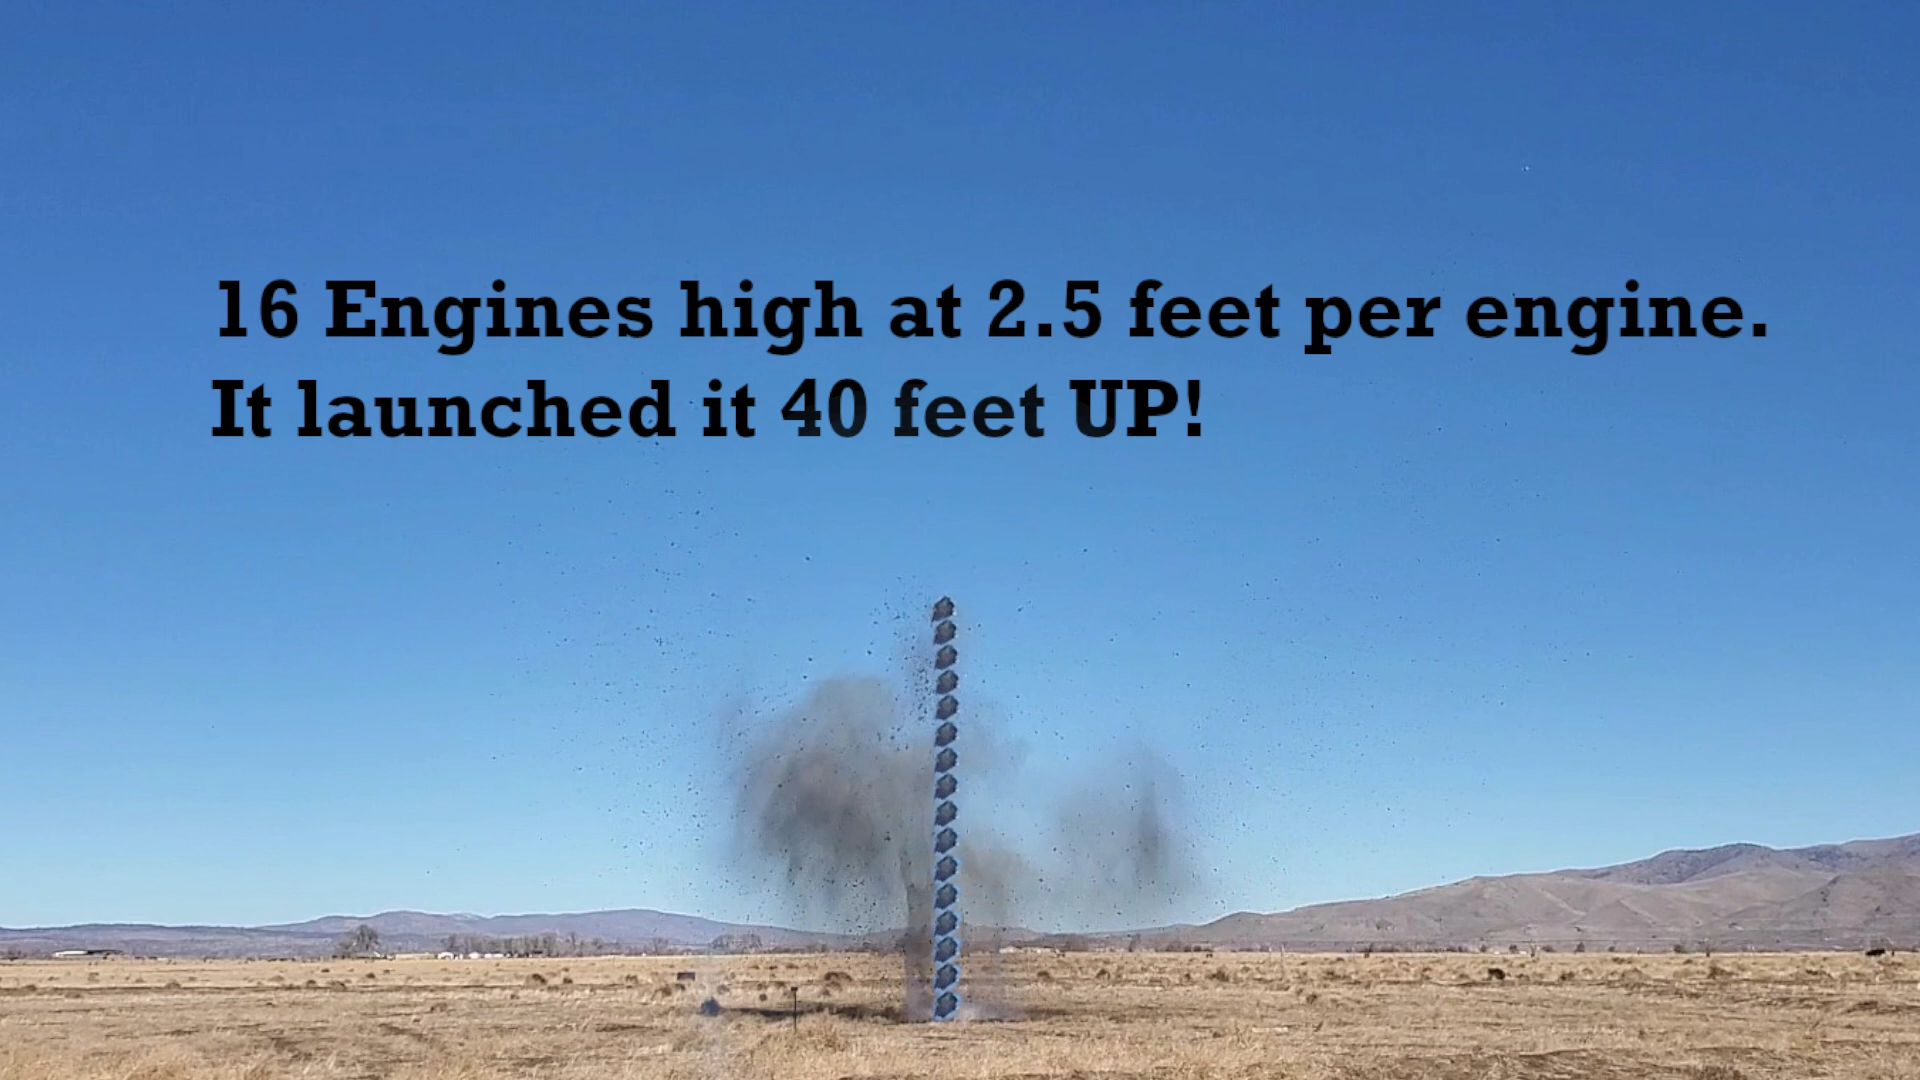 16 Engines high at 2.5 feet per engine.
It launched it 40 feet UP!